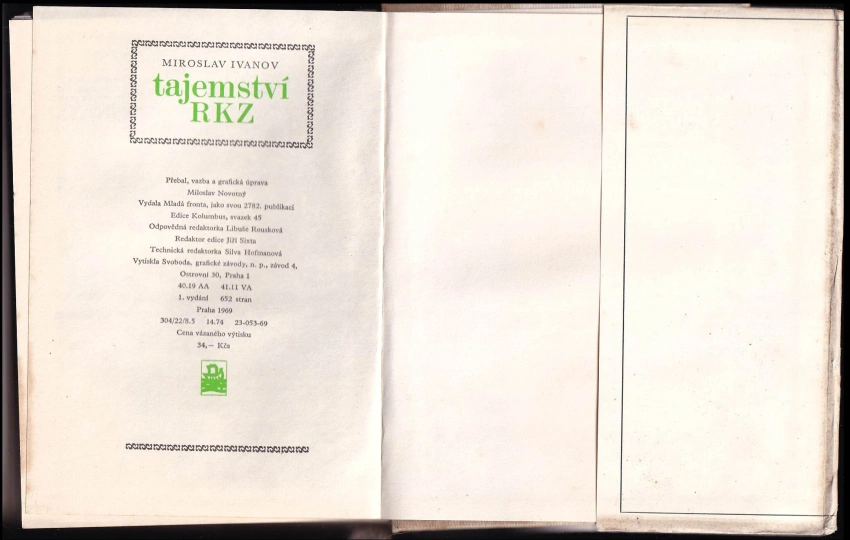 MIROSLAV IVANOV
tajemství
RKZ
Přebal, vazba a grafická úprava
Miloslav Novotný
Vydala Mladá fronta, jako svou 2782. publikaci
Edice Kolumbus, svazek 45
Odpovědná redaktorka Libuše Rousková
Redaktor edice Jiří Sixta
Technická redaktorka Silva Hofmanová
Vytiskla Svoboda, grafické závody, n. p., závod 4,
Ostrovní 30, Praha 1
40.19 AA 41.11 VA
1. vydání 652 stran
Praha 1969
304/22/8.5 14.74 23-053-69
Cena vázaného výtisku
34,– Kčs